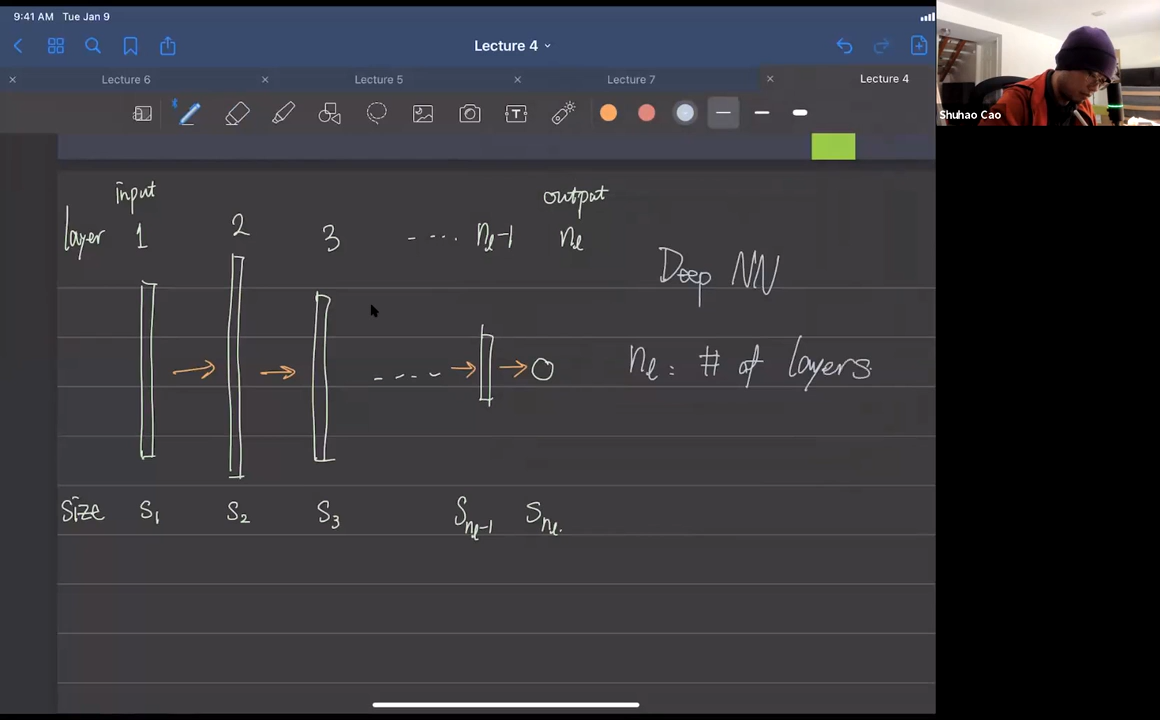 9:41 AM Tue Jan 9
Lecture 4
Lecture 6
Lecture 5
Lecture 7
Lecture 4
Shuhao Cao
T
input
output
layer 1 2 3 .... nℓ-1 nℓ
Deep NN
nℓ: # of layers.
Size S₁ S₂ S₃ Sₙℓ₋₁ Sₙℓ.